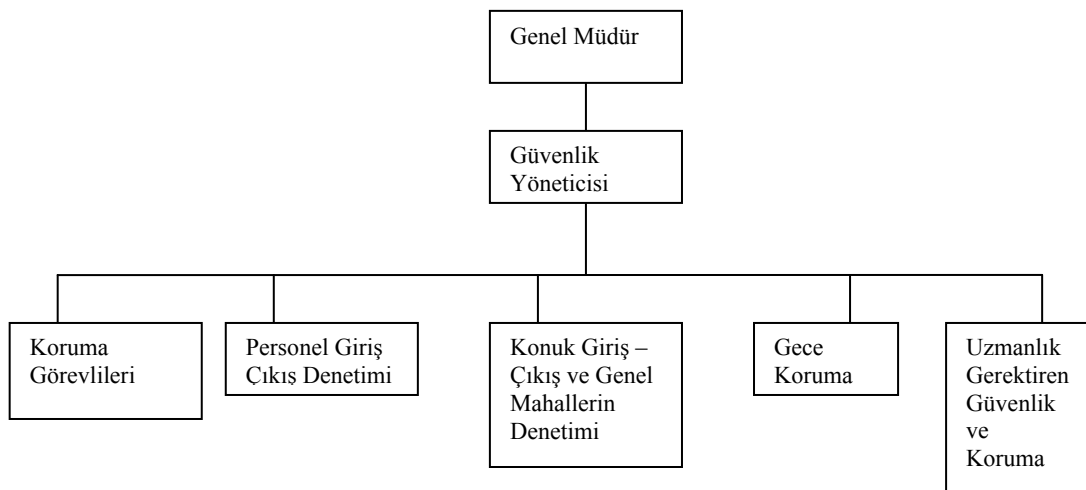 Genel Müdür
Güvenlik
Yöneticisi
Koruma
Görevlileri
Personel Giriş
Çıkış Denetimi
Konuk Giriş –
Çıkış ve Genel
Mahallerin
Denetimi
Gece
Koruma
Uzmanlık
Gerektiren
Güvenlik
ve
Koruma